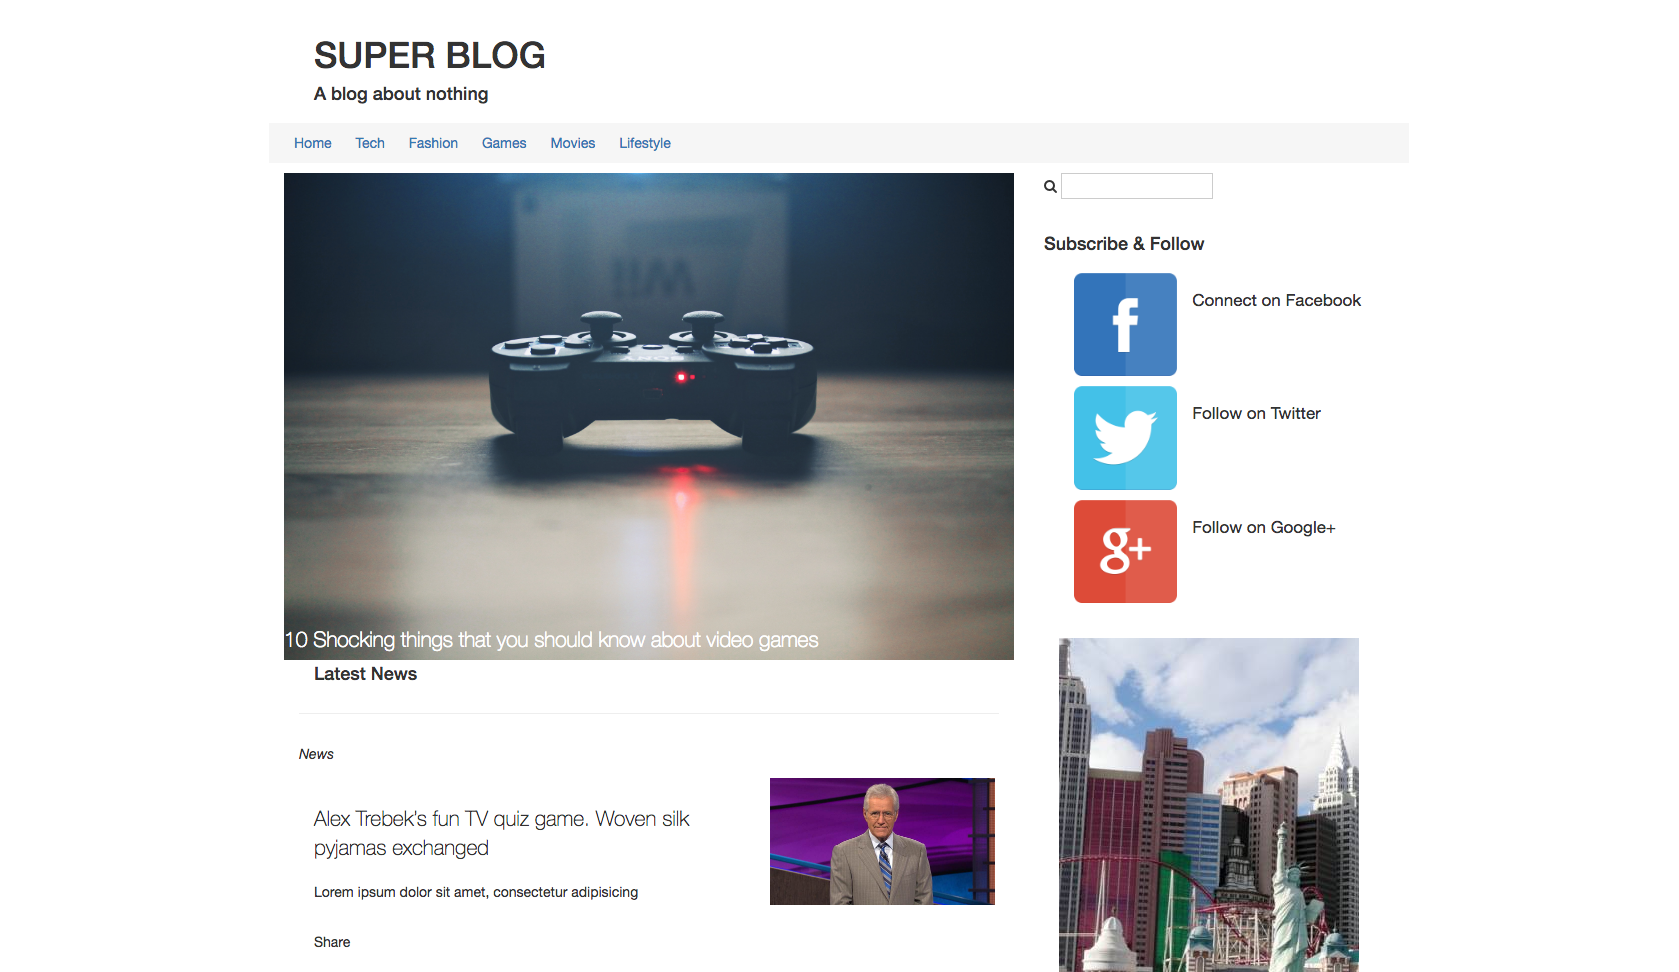 SUPER BLOG
A blog about nothing
Home Tech Fashion Games Movies Lifestyle
Wii
SONY
10 Shocking things that you should know about video games
Latest News
News
Alex Trebek's fun TV quiz game. Woven silk
pyjamas exchanged
Lorem ipsum dolor sit amet, consectetur adipisicing
Share
Subscribe & Follow
f
Connect on Facebook
Follow on Twitter
g+
Follow on Google+